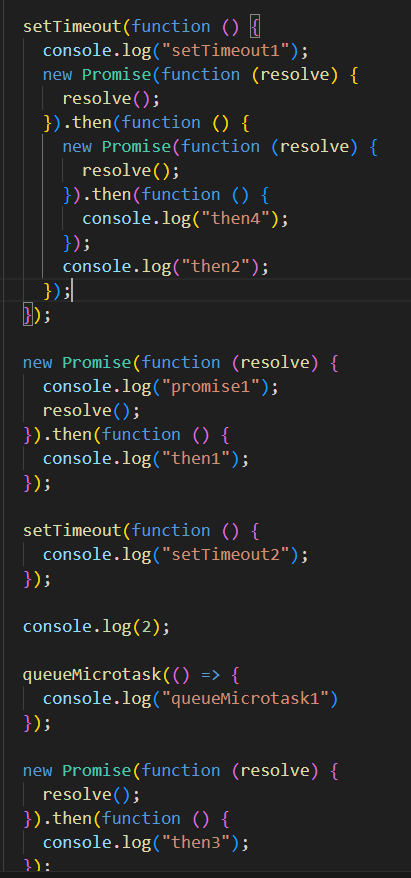 setTimeout(function () {
  console.log("setTimeout1");
  new Promise(function (resolve) {
    resolve();
  }).then(function () {
    new Promise(function (resolve) {
      resolve();
    }).then(function () {
      console.log("then4");
    });
    console.log("then2");
  });
});

new Promise(function (resolve) {
  console.log("promise1");
  resolve();
}).then(function () {
  console.log("then1");
});

setTimeout(function () {
  console.log("setTimeout2");
});

console.log(2);

queueMicrotask(() => {
  console.log("queueMicrotask1")
});

new Promise(function (resolve) {
  resolve();
}).then(function () {
  console.log("then3");
});